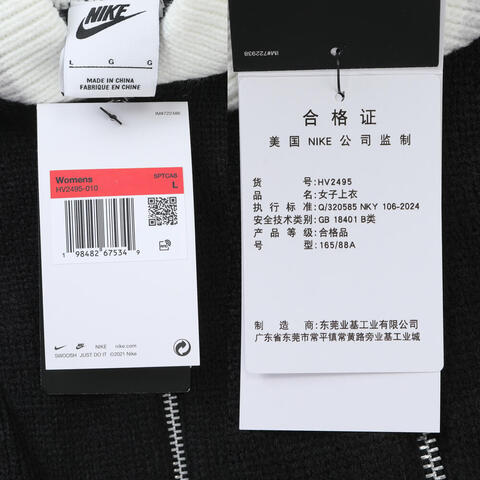 NIKE
L G G
MADE IN CHINA
FABRIQUE EN CHINE
Womens
HV2495-010
SPTCAS
L
1 98482 67534 9
NIKE nike.com
SWOOSH JUST DO IT ©2021 Nike
IM#722938
合格证
美国 NIKE 公司监制
货号:HV2495
品名:女子上衣
执行标准:Q/320585 NKY 106-2024
安全技术类别:GB 18401 B类
产品等级:合格品
号型:165/88A
制造商:东莞业基工业有限公司
广东省东莞市常平镇常黄路旁业基工业城